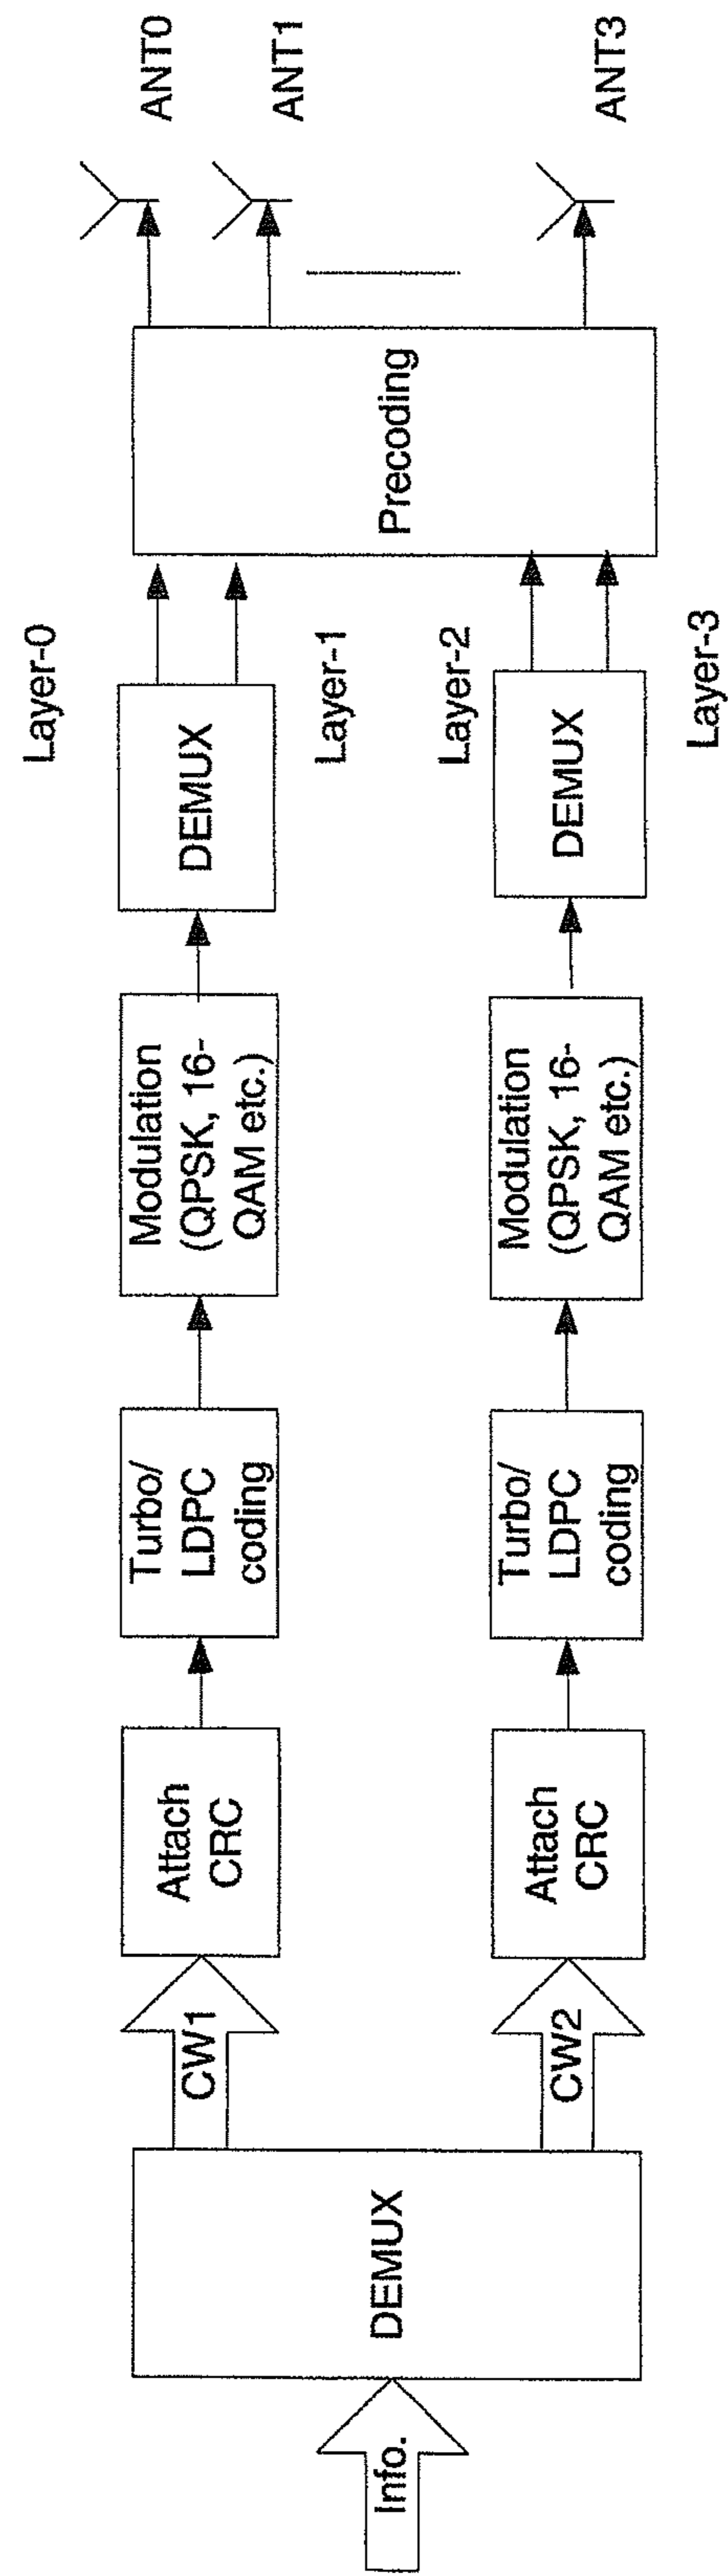 Info.
DEMUX
CW1
Attach
CRC
Turbo/
LDPC
coding
Modulation
(QPSK, 16-
QAM etc.)
DEMUX
Layer-0
Layer-1
CW2
Attach
CRC
Turbo/
LDPC
coding
Modulation
(QPSK, 16-
QAM etc.)
DEMUX
Layer-2
Layer-3
Precoding
ANT0
ANT1
ANT3